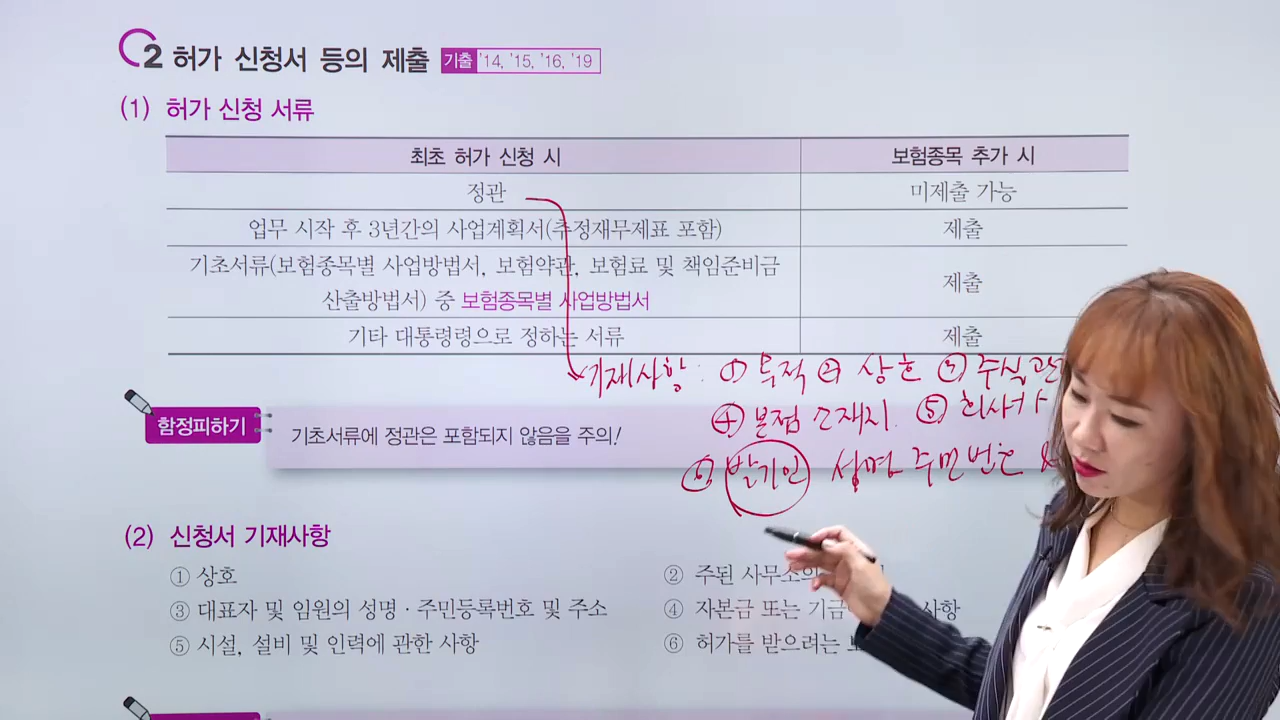 2 허가 신청서 등의 제출 기출 '14, '15, '16, '19
(1) 허가 신청 서류
최초 허가 신청 시 보험종목 추가 시
정관 미제출 가능
업무 시작 후 3년간의 사업계획서(추정재무제표 포함) 제출
기초서류(보험종목별 사업방법서, 보험약관, 보험료 및 책임준비금
산출방법서) 중 보험종목별 사업방법서 제출
기타 대통령령으로 정하는 서류 제출
기재사항: ① 목적 ② 상호 ③ 주식관
④ 본점 소재지. ⑤ 회사가
함정피하기 기초서류에 정관은 포함되지 않음을 주의!
⑥ 발기인 성명 주민번호 &
(2) 신청서 기재사항
① 상호 ② 주된 사무소의
③ 대표자 및 임원의 성명 · 주민등록번호 및 주소 ④ 자본금 또는 기금 사항
⑤ 시설, 설비 및 인력에 관한 사항 ⑥ 허가를 받으려는